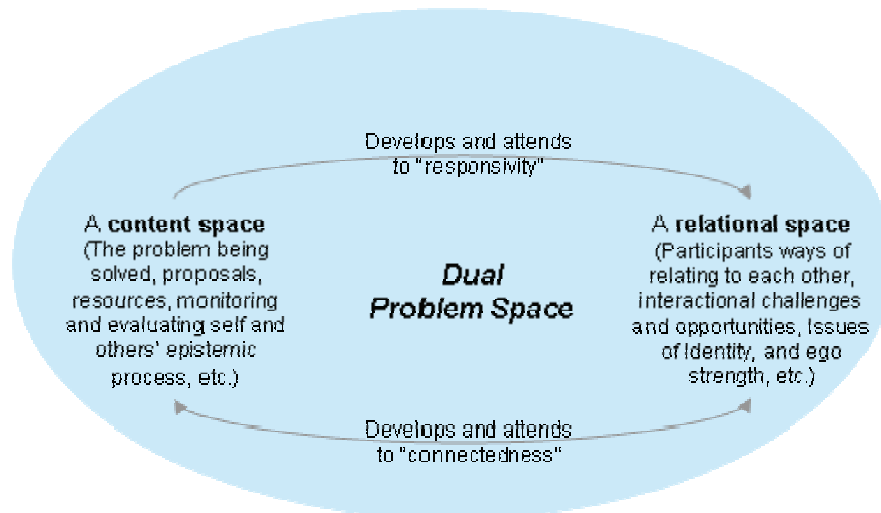 Develops and attends
to "responsivity"
A content space
(The problem being
solved, proposals,
resources, monitoring
and evaluating self and
others' epistemic
process, etc.)
Dual
Problem Space
A relational space
(Participants ways of
relating to each other,
interactional challenges
and opportunities, Issues
of Identity, and ego
strength, etc.)
Develops and attends
to "connectedness"